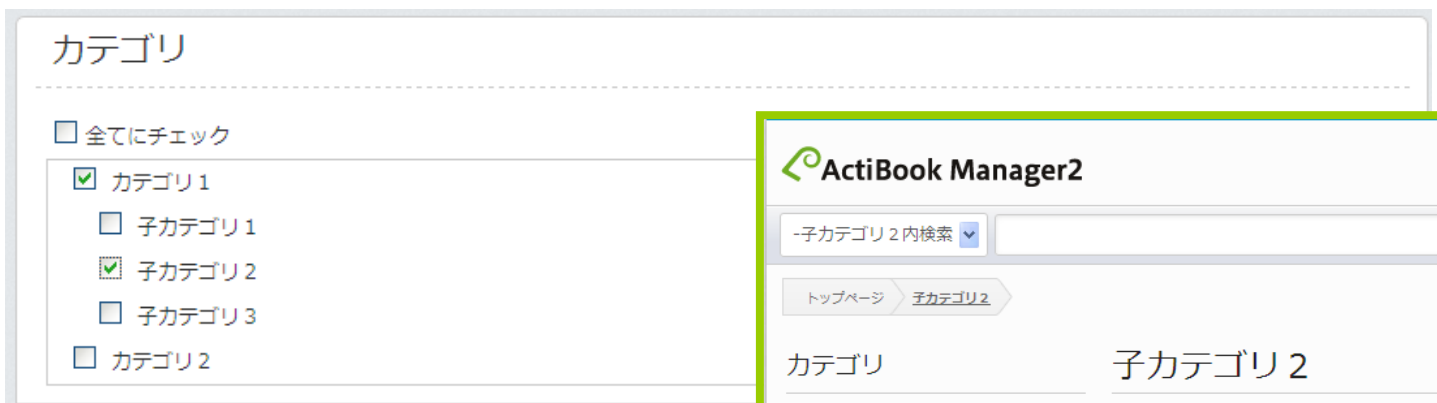 カテゴリ
全てにチェック
カテゴリ1
子カテゴリ1
子カテゴリ2
子カテゴリ3
カテゴリ2
ActiBook Manager2
-子カテゴリ2内検索
トップページ 子カテゴリ2
カテゴリ 子カテゴリ2